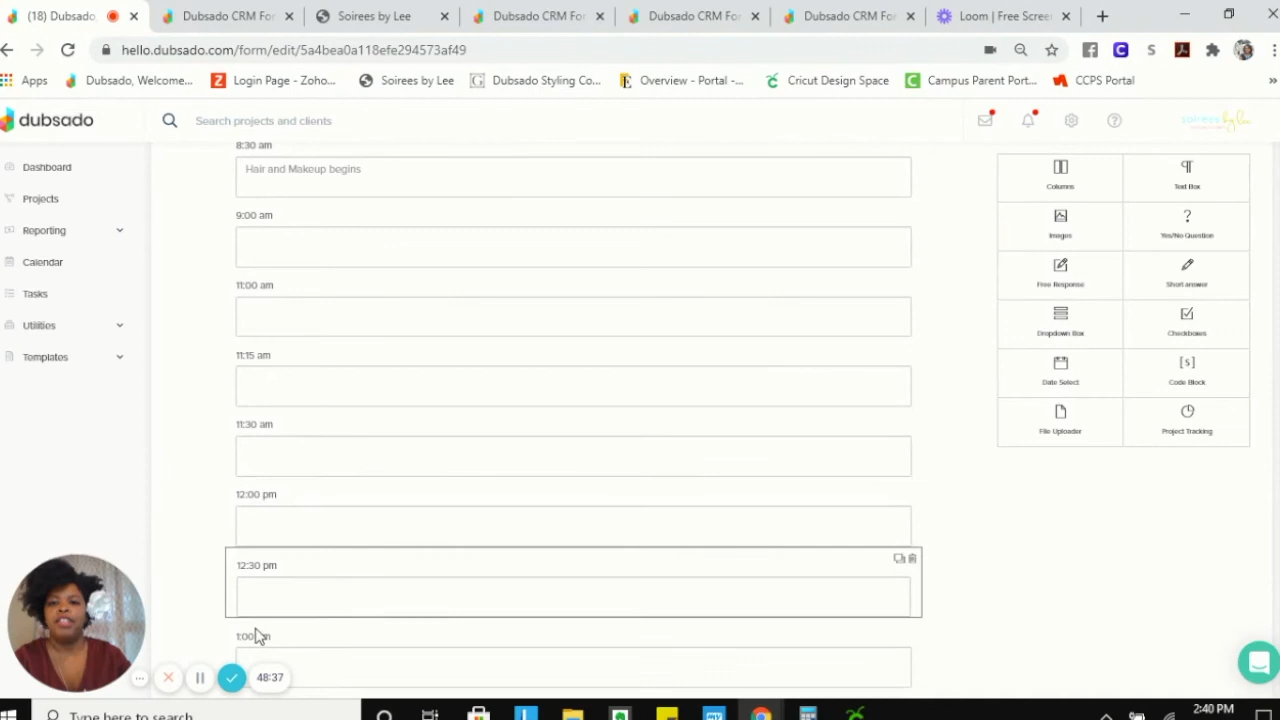 (18) Dubsado
Dubsado CRM For
Soirees by Lee
Dubsado CRM For
Dubsado CRM For
Dubsado CRM For
Loom | Free Screen
hello.dubsado.com/form/edit/5a4bea0a118efe294573af49
Apps
Dubsado, Welcome...
Login Page - Zoho...
Soirees by Lee
Dubsado Styling Co...
Overview - Portal -...
Cricut Design Space
Campus Parent Port...
CCPS Portal
dubsado
Search projects and clients
soirees by lee
Dashboard
Projects
Reporting
Calendar
Tasks
Utilities
Templates
8:30 am
Hair and Makeup begins
9:00 am
11:00 am
11:15 am
11:30 am
12:00 pm
12:30 pm
1:00
Columns
Text Box
Images
Yes/No Question
Free Response
Short answer
Dropdown Box
Checkboxes
Date Select
[s]
Code Block
File Uploader
Project Tracking
48:37
Type here to search
2:40 PM